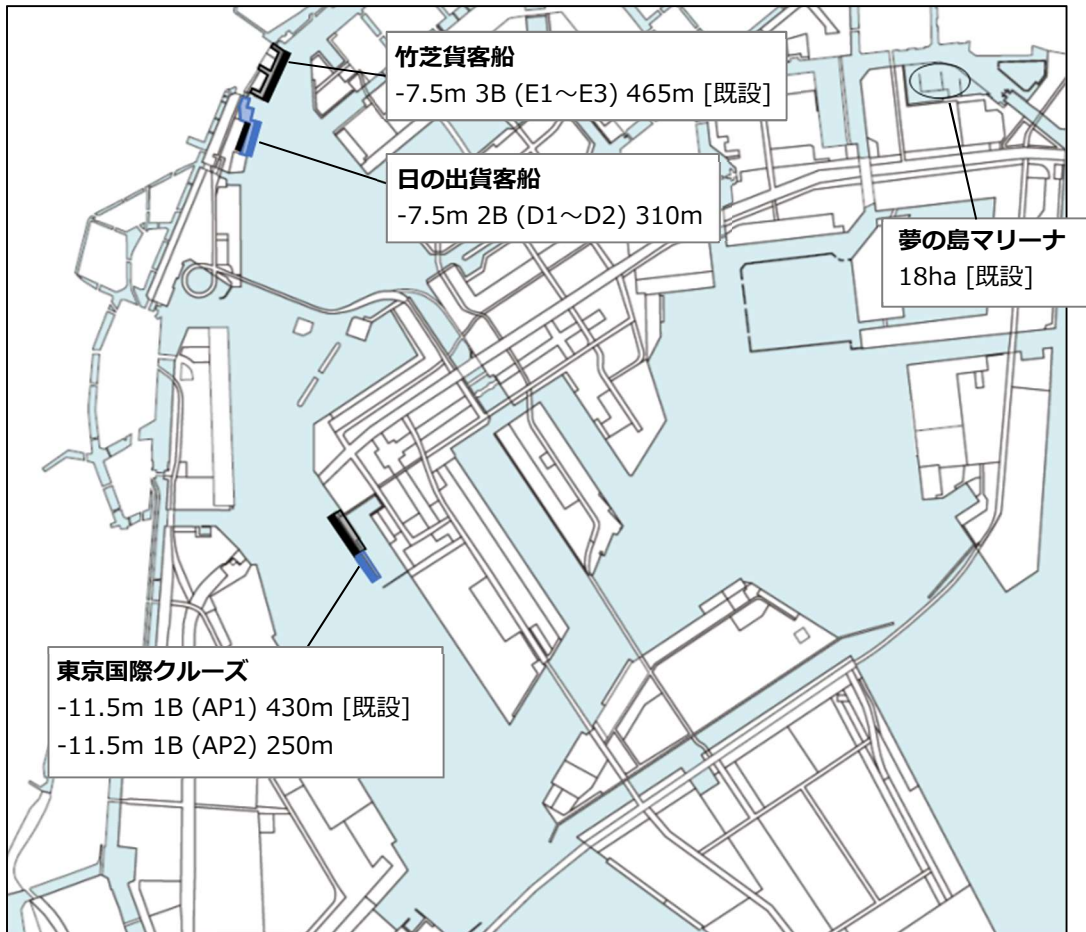 竹芝貨客船
-7.5m 3B (E1～E3) 465m [既設]
日の出貨客船
-7.5m 2B (D1～D2) 310m
夢の島マリーナ
18ha [既設]
東京国際クルーズ
-11.5m 1B (AP1) 430m [既設]
-11.5m 1B (AP2) 250m